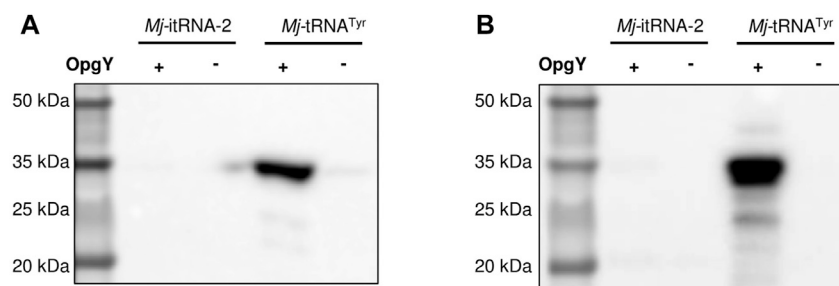 A
Mj-itRNA-2 Mj-tRNATyr
OpgY + - + -
50 kDa
35 kDa
25 kDa
20 kDa
B
Mj-itRNA-2 Mj-tRNATyr
OpgY + - + -
50 kDa
35 kDa
25 kDa
20 kDa